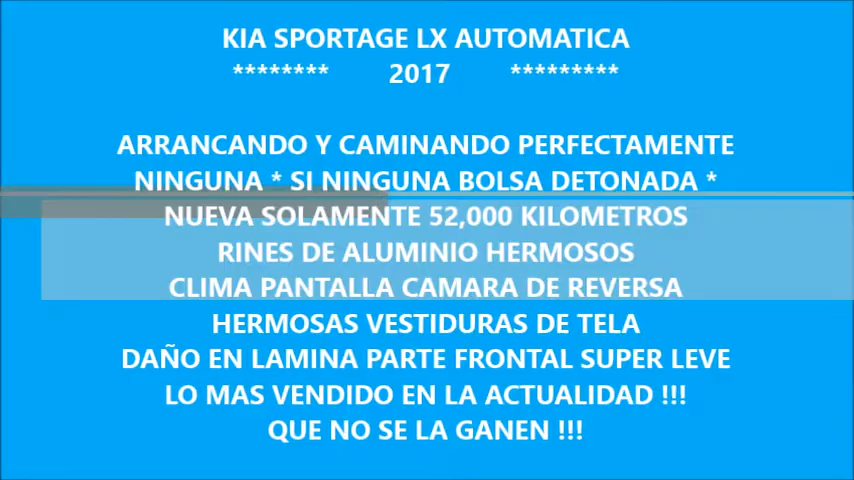 KIA SPORTAGE LX AUTOMATICA
******** 2017 *********
ARRANCANDO Y CAMINANDO PERFECTAMENTE
NINGUNA * SI NINGUNA BOLSA DETONADA *
NUEVA SOLAMENTE 52,000 KILOMETROS
RINES DE ALUMINIO HERMOSOS
CLIMA PANTALLA CAMARA DE REVERSA
HERMOSAS VESTIDURAS DE TELA
DAÑO EN LAMINA PARTE FRONTAL SUPER LEVE
LO MAS VENDIDO EN LA ACTUALIDAD !!!
QUE NO SE LA GANEN !!!